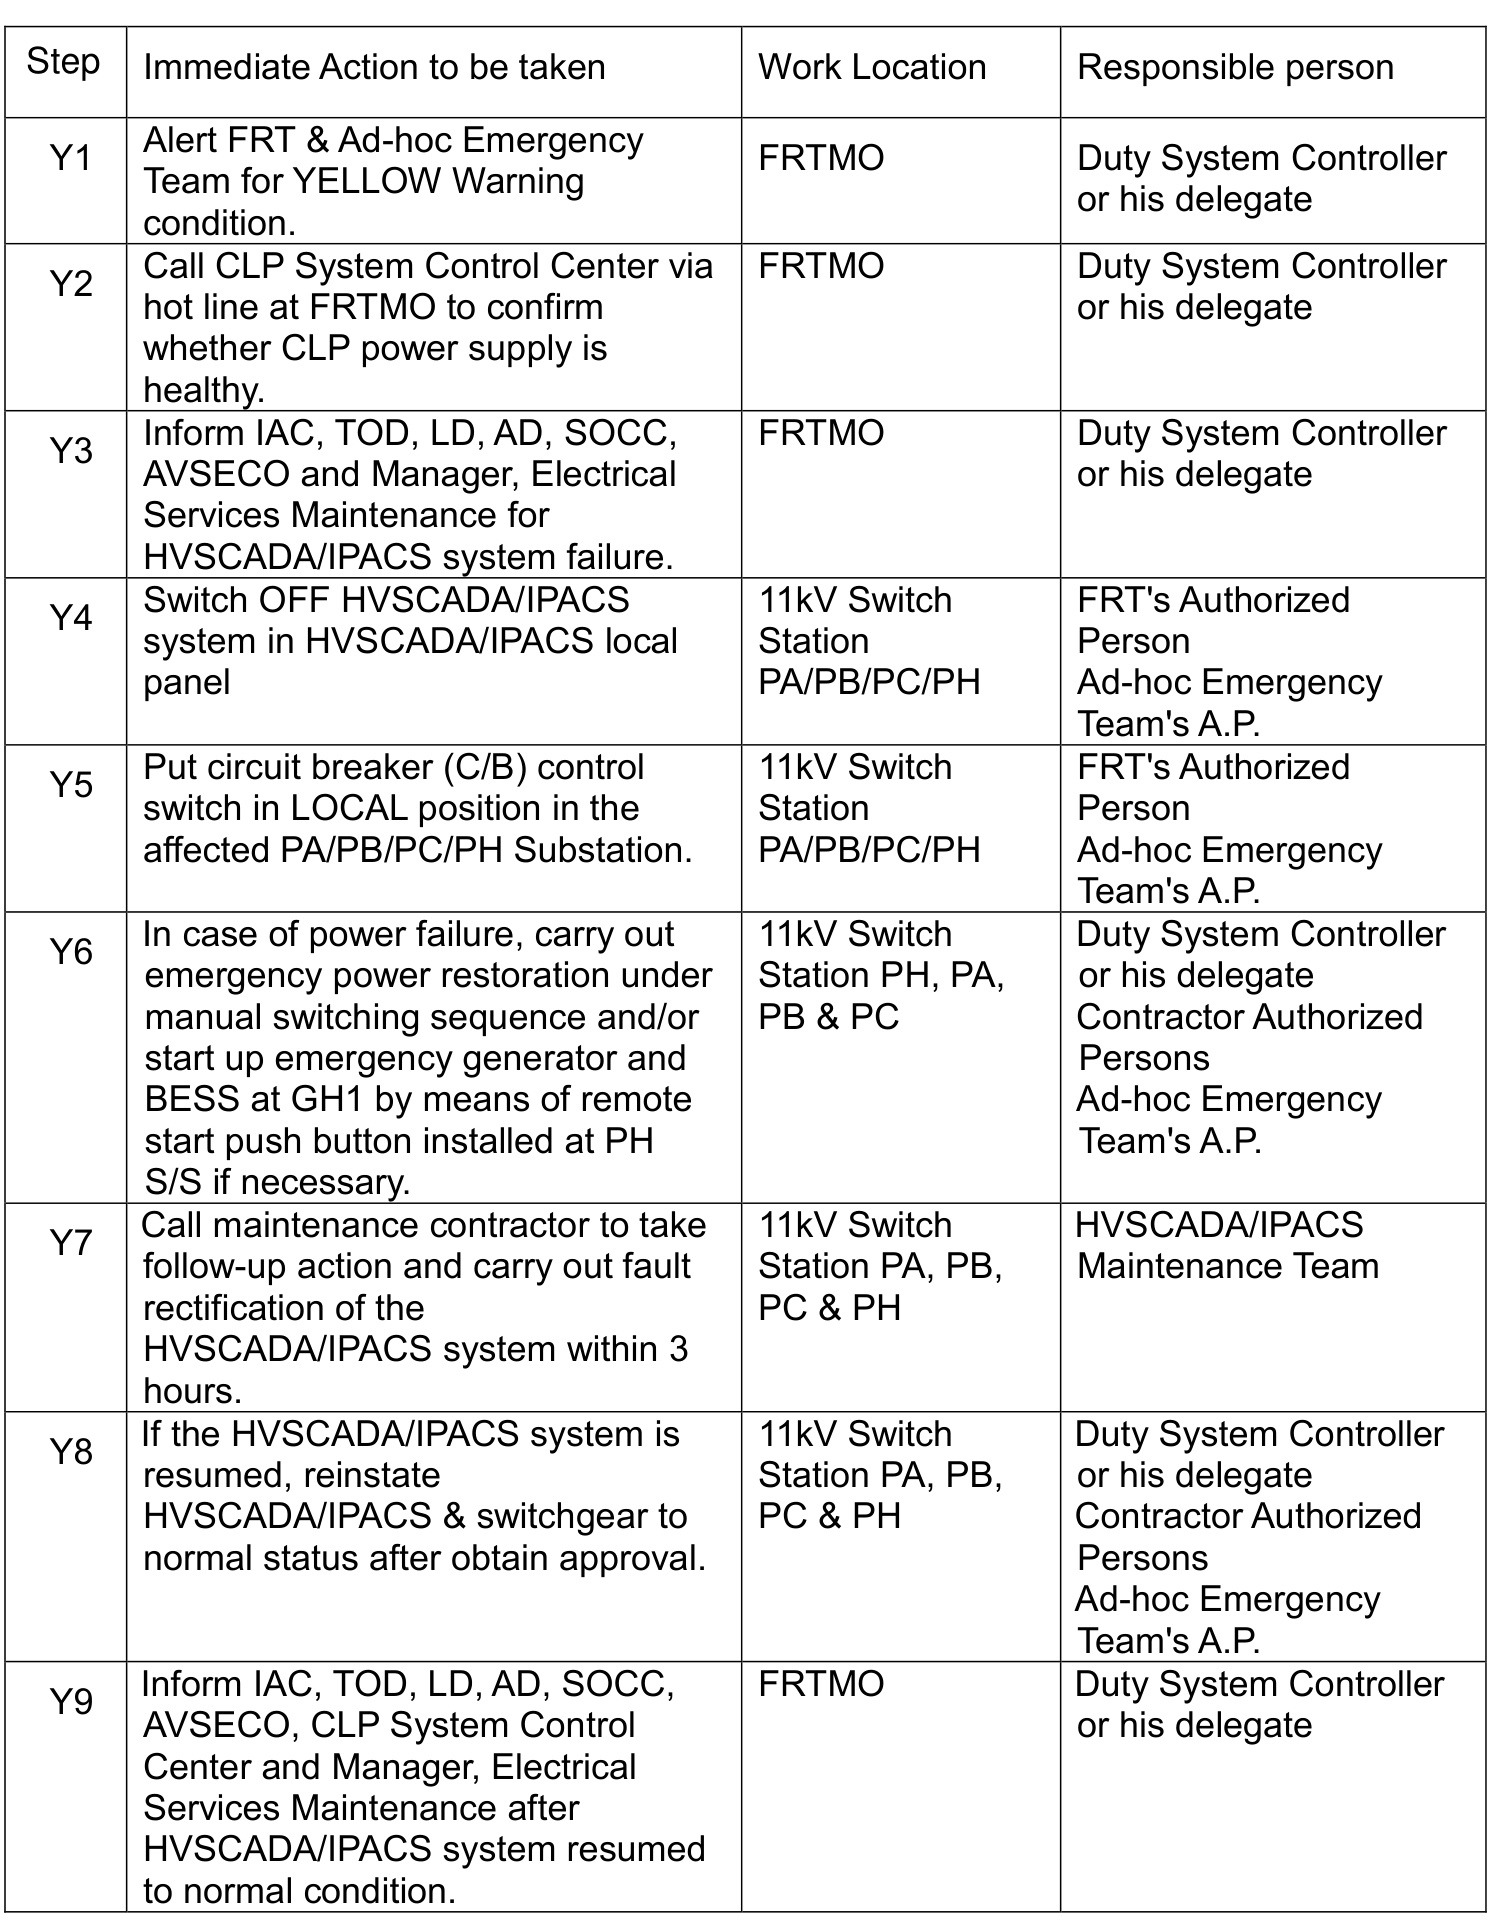 Step
Immediate Action to be taken
Work Location
Responsible person
Y1
Alert FRT & Ad-hoc Emergency
Team for YELLOW Warning
condition.
FRTMO
Duty System Controller
or his delegate
Y2
Call CLP System Control Center via
hot line at FRTMO to confirm
whether CLP power supply is
healthy.
FRTMO
Duty System Controller
or his delegate
Y3
Inform IAC, TOD, LD, AD, SOCC,
AVSECO and Manager, Electrical
Services Maintenance for
HVSCADA/IPACS system failure.
FRTMO
Duty System Controller
or his delegate
Y4
Switch OFF HVSCADA/IPACS
system in HVSCADA/IPACS local
panel
11kV Switch
Station
PA/PB/PC/PH
FRT's Authorized
Person
Ad-hoc Emergency
Team's A.P.
Y5
Put circuit breaker (C/B) control
switch in LOCAL position in the
affected PA/PB/PC/PH Substation.
11kV Switch
Station
PA/PB/PC/PH
FRT's Authorized
Person
Ad-hoc Emergency
Team's A.P.
Y6
In case of power failure, carry out
emergency power restoration under
manual switching sequence and/or
start up emergency generator and
BESS at GH1 by means of remote
start push button installed at PH
S/S if necessary.
11kV Switch
Station PH, PA,
PB & PC
Duty System Controller
or his delegate
Contractor Authorized
Persons
Ad-hoc Emergency
Team's A.P.
Y7
Call maintenance contractor to take
follow-up action and carry out fault
rectification of the
HVSCADA/IPACS system within 3
hours.
11kV Switch
Station PA, PB,
PC & PH
HVSCADA/IPACS
Maintenance Team
Y8
If the HVSCADA/IPACS system is
resumed, reinstate
HVSCADA/IPACS & switchgear to
normal status after obtain approval.
11kV Switch
Station PA, PB,
PC & PH
Duty System Controller
or his delegate
Contractor Authorized
Persons
Ad-hoc Emergency
Team's A.P.
Y9
Inform IAC, TOD, LD, AD, SOCC,
AVSECO, CLP System Control
Center and Manager, Electrical
Services Maintenance after
HVSCADA/IPACS system resumed
to normal condition.
FRTMO
Duty System Controller
or his delegate